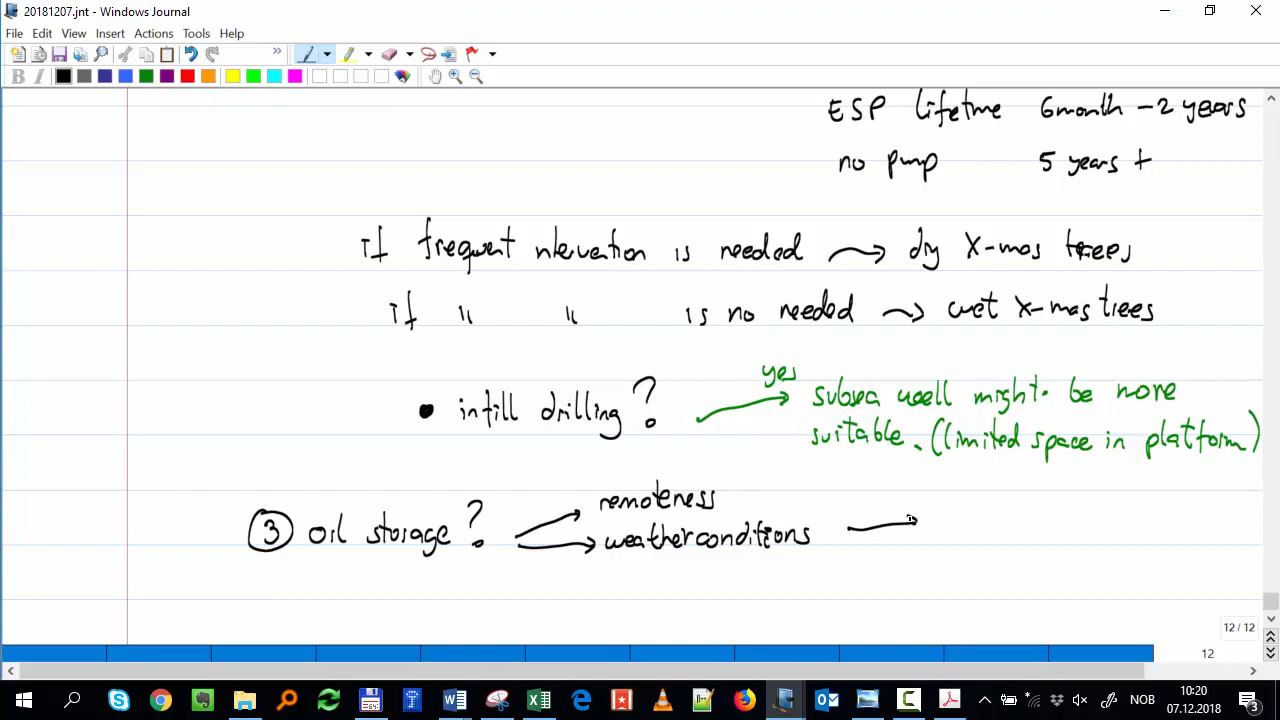 20181207.jnt - Windows Journal
File Edit View Insert Actions Tools Help
B I
ESP lifetime 6month - 2 years
no pump 5 years +
if frequent intervention is needed → dry X-mas trees
if " " is no needed → wet X-mas trees
yes
• infill drilling? → subsea well might be more
suitable. (limited space in platform)
remoteness
③ oil storage? → weather conditions →
12 / 12
12
NOB
10:20
07.12.2018
3